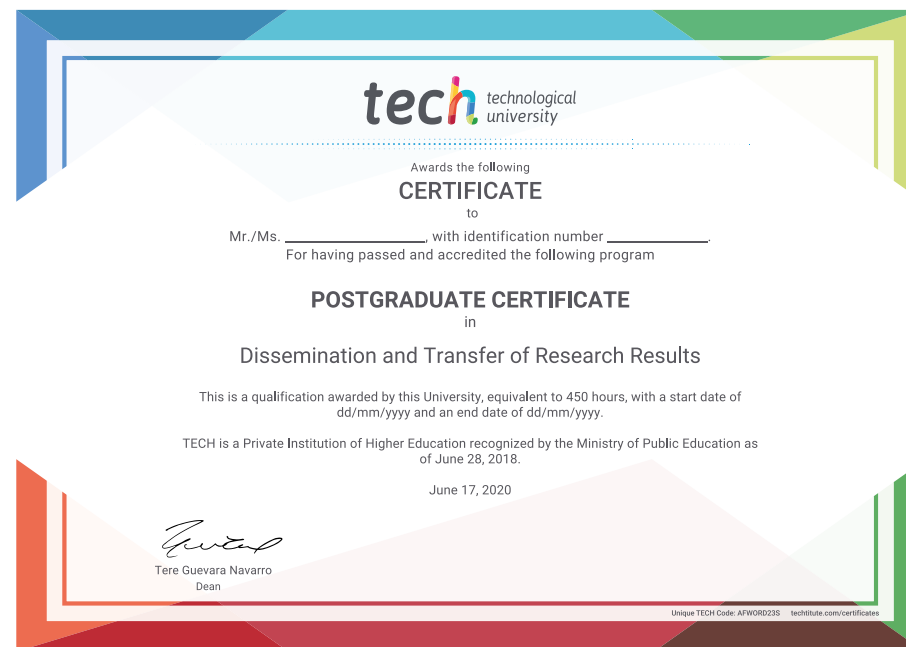 tech technological
university
Awards the following
CERTIFICATE
to
Mr./Ms. ____________________, with identification number ______________.
For having passed and accredited the following program
POSTGRADUATE CERTIFICATE
in
Dissemination and Transfer of Research Results
This is a qualification awarded by this University, equivalent to 450 hours, with a start date of
dd/mm/yyyy and an end date of dd/mm/yyyy.
TECH is a Private Institution of Higher Education recognized by the Ministry of Public Education as
of June 28, 2018.
June 17, 2020
Tere Guevara Navarro
Dean
Unique TECH Code: AFWORD23S techtitute.com/certificates